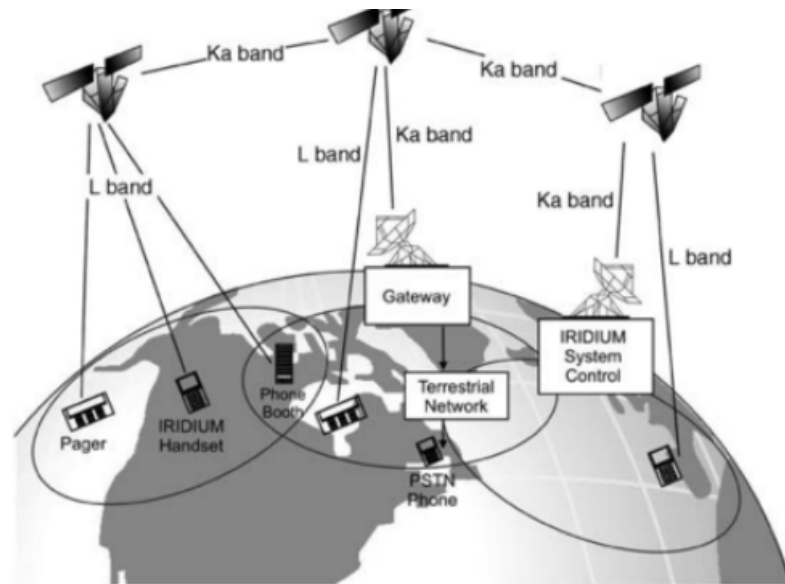 Ka band
Ka band
Ka band
L band
L band
Ka band
L band
Gateway
IRIDIUM
System
Control
Phone
Booth
Terrestrial
Network
Pager
IRIDIUM
Handset
PSTN
Phone